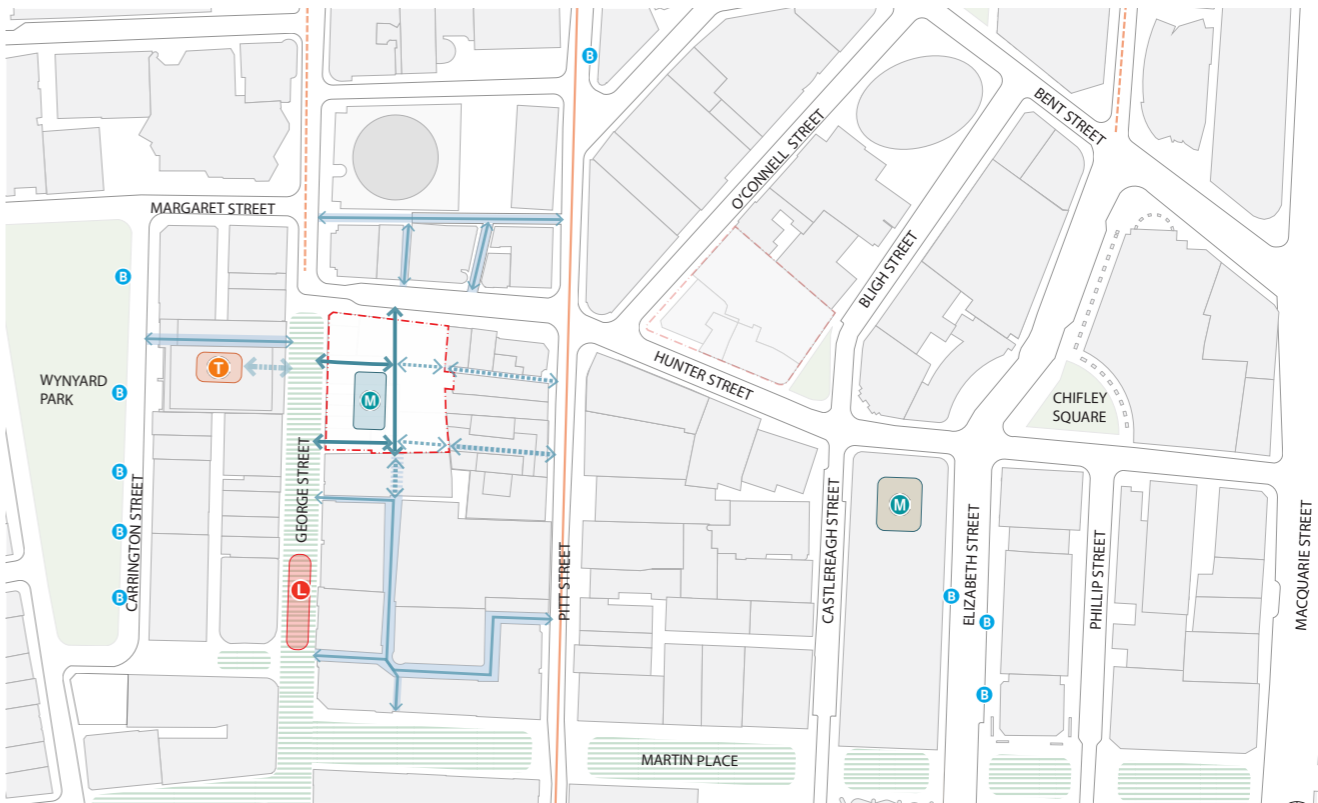 B
BENT STREET
O'CONNELL STREET
MARGARET STREET
BLIGH STREET
B
HUNTER STREET
T
WYNYARD
PARK
B
M
CHIFLEY
SQUARE
GEORGE STREET
B
M
CARRINGTON STREET
B
L
B
PITT STREET
CASTLEREAGH STREET
ELIZABETH STREET
PHILLIP STREET
MACQUARIE STREET
B
B
B
MARTIN PLACE